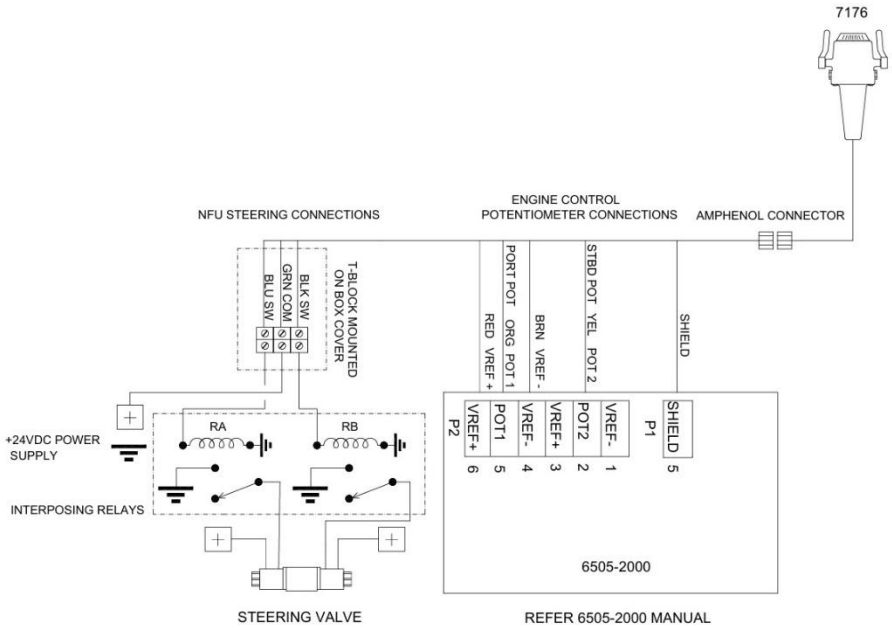 7176
ENGINE CONTROL
POTENTIOMETER CONNECTIONS
NFU STEERING CONNECTIONS
AMPHENOL CONNECTOR
BLU SW
GRN COM
BLK SW
T-BLOCK MOUNTED
ON BOX COVER
RED VREF +
PORT POT ORG POT 1
BRN VREF -
STBD POT YEL POT 2
SHIELD
+
+24VDC POWER
SUPPLY
RA
RB
INTERPOSING RELAYS
+
+
STEERING VALVE
P2
VREF+ 6
POT1 5
VREF- 4
VREF+ 3
POT2 2
VREF- 1
P1
SHIELD 5
6505-2000
REFER 6505-2000 MANUAL